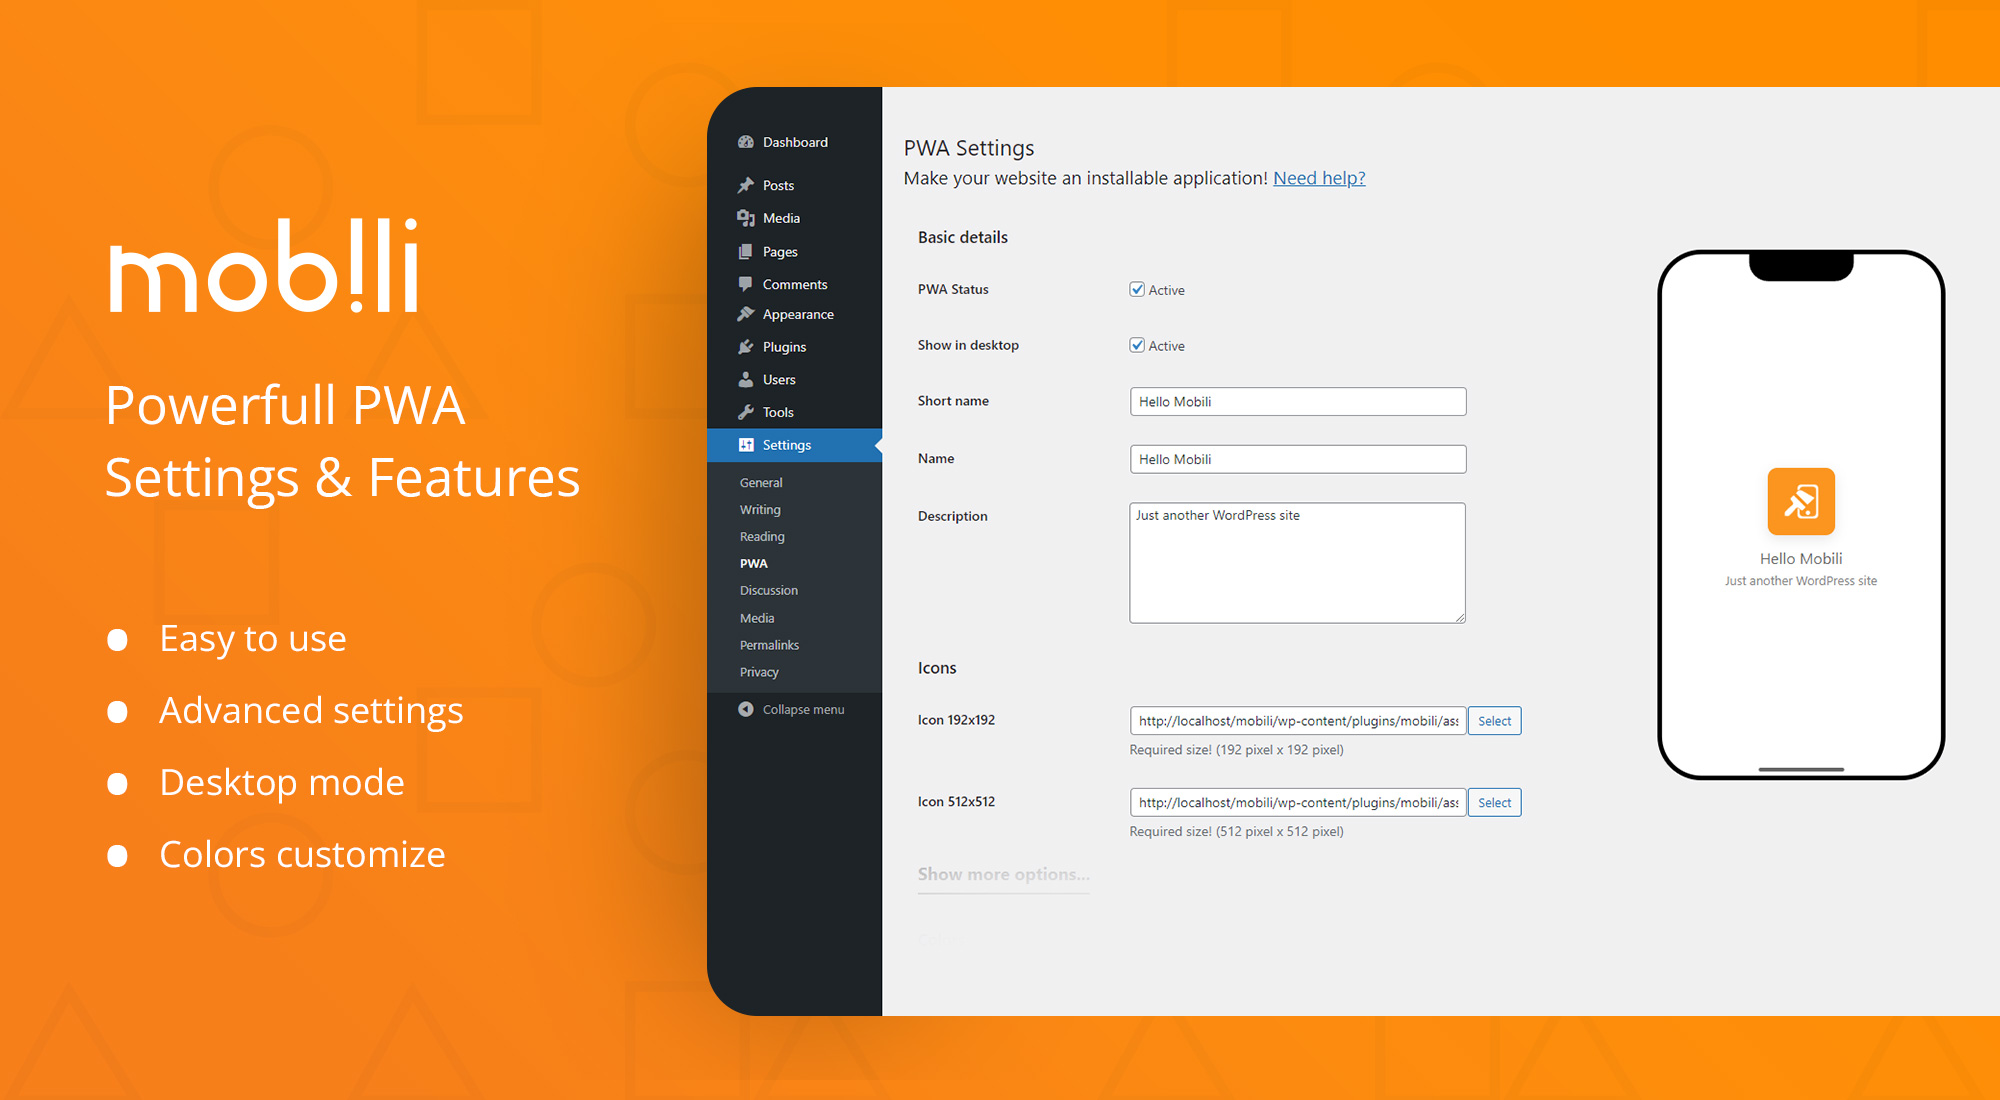 mobili
Powerfull PWA
Settings & Features
Easy to use
Advanced settings
Desktop mode
Colors customize
Dashboard
Posts
Media
Pages
Comments
Appearance
Plugins
Users
Tools
Settings
General
Writing
Reading
PWA
Discussion
Media
Permalinks
Privacy
Collapse menu
PWA Settings
Make your website an installable application! Need help?
Basic details
PWA Status
Active
Show in desktop
Active
Short name
Hello Mobili
Name
Hello Mobili
Description
Just another WordPress site
Icons
Icon 192x192
http://localhost/mobili/wp-content/plugins/mobili/ass
Select
Required size! (192 pixel x 192 pixel)
Icon 512x512
http://localhost/mobili/wp-content/plugins/mobili/ass
Select
Required size! (512 pixel x 512 pixel)
Show more options...
Hello Mobili
Just another WordPress site